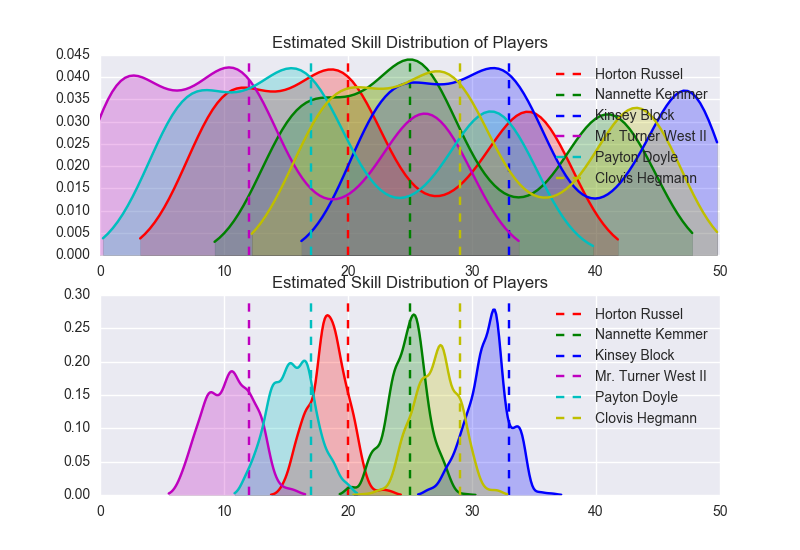 Estimated Skill Distribution of Players
0.045
0.040
0.035
0.030
0.025
0.020
0.015
0.010
0.005
0.000
Horton Russel
Nannette Kemmer
Kinsey Block
Mr. Turner West II
Payton Doyle
Clovis Hegmann
0 10 20 30 40 50
Estimated Skill Distribution of Players
0.30
0.25
0.20
0.15
0.10
0.05
0.00
Horton Russel
Nannette Kemmer
Kinsey Block
Mr. Turner West II
Payton Doyle
Clovis Hegmann
0 10 20 30 40 50